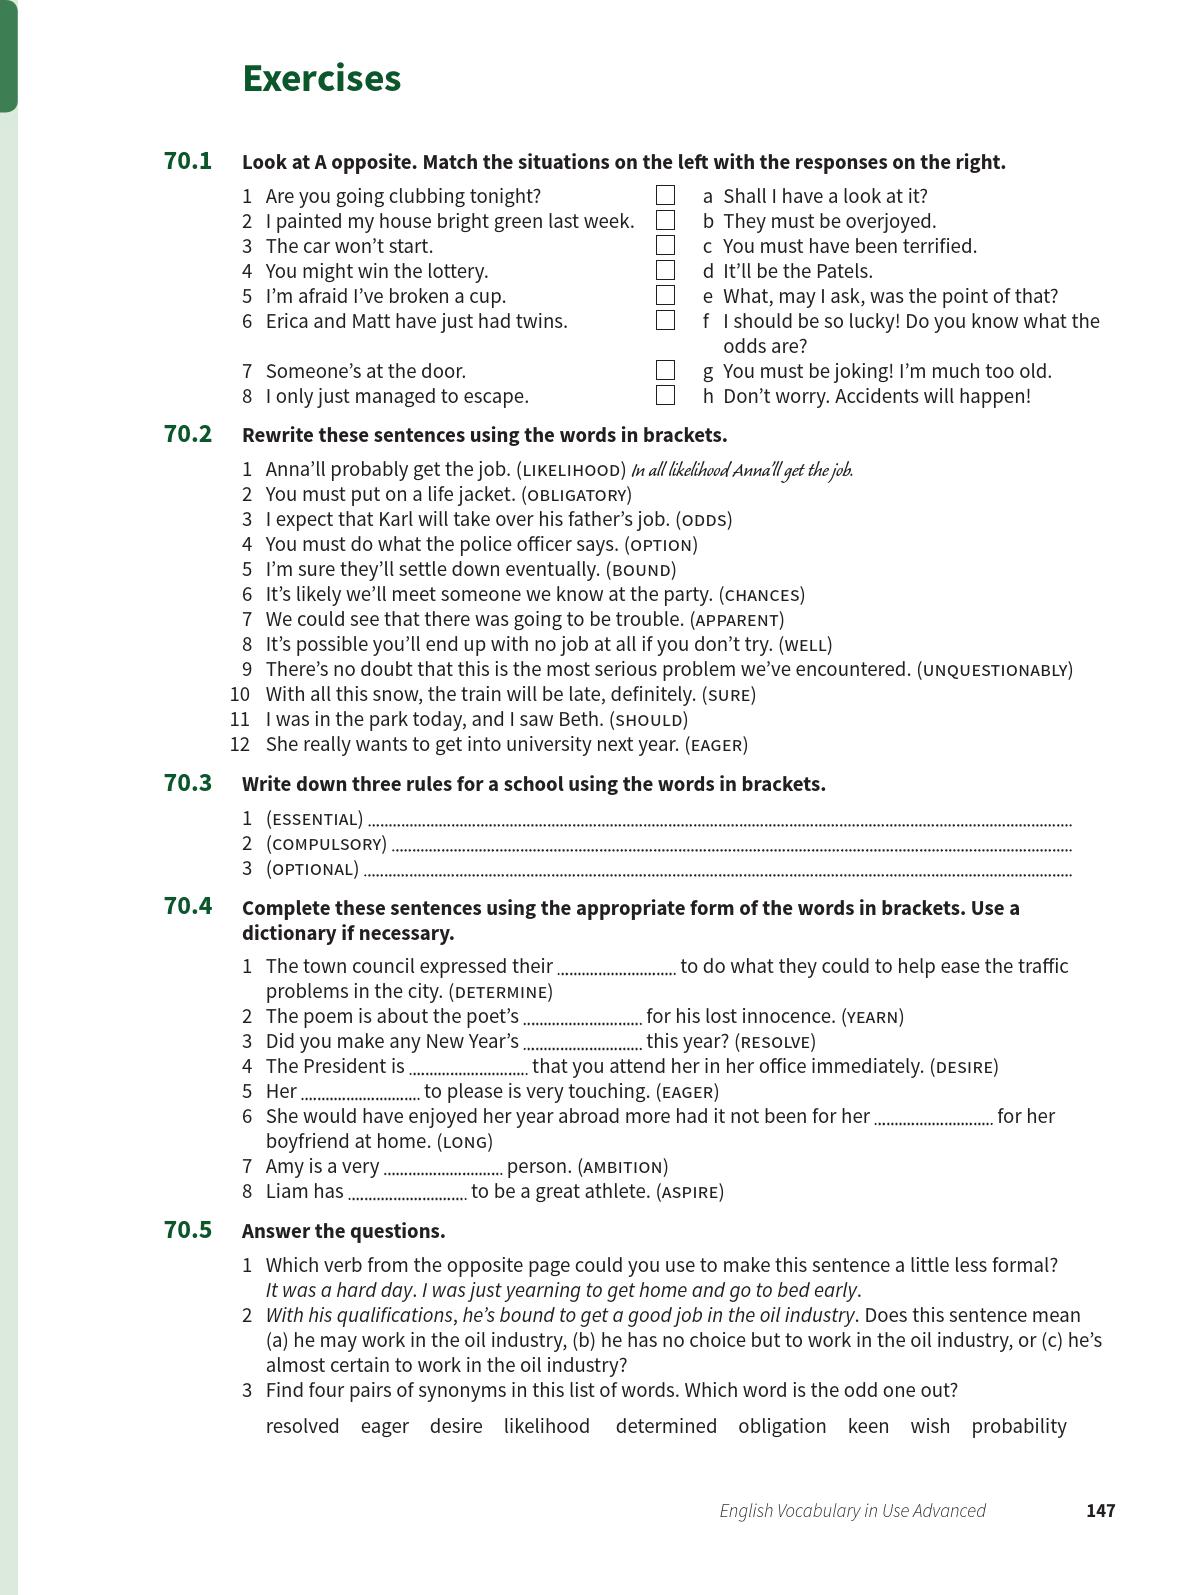 Exercises
70.1 Look at A opposite. Match the situations on the left with the responses on the right.
1 Are you going clubbing tonight? a Shall I have a look at it?
2 I painted my house bright green last week. b They must be overjoyed.
3 The car won’t start. c You must have been terrified.
4 You might win the lottery. d It’ll be the Patels.
5 I’m afraid I’ve broken a cup. e What, may I ask, was the point of that?
6 Erica and Matt have just had twins. f I should be so lucky! Do you know what the
odds are?
7 Someone’s at the door. g You must be joking! I’m much too old.
8 I only just managed to escape. h Don’t worry. Accidents will happen!
70.2 Rewrite these sentences using the words in brackets.
1 Anna’ll probably get the job. (LIKELIHOOD) In all likelihood Anna’ll get the job.
2 You must put on a life jacket. (OBLIGATORY)
3 I expect that Karl will take over his father’s job. (ODDS)
4 You must do what the police officer says. (OPTION)
5 I’m sure they’ll settle down eventually. (BOUND)
6 It’s likely we’ll meet someone we know at the party. (CHANCES)
7 We could see that there was going to be trouble. (APPARENT)
8 It’s possible you’ll end up with no job at all if you don’t try. (WELL)
9 There’s no doubt that this is the most serious problem we’ve encountered. (UNQUESTIONABLY)
10 With all this snow, the train will be late, definitely. (SURE)
11 I was in the park today, and I saw Beth. (SHOULD)
12 She really wants to get into university next year. (EAGER)
70.3 Write down three rules for a school using the words in brackets.
1 (ESSENTIAL) ....................
2 (COMPULSORY) ....................
3 (OPTIONAL) ....................
70.4 Complete these sentences using the appropriate form of the words in brackets. Use a
dictionary if necessary.
1 The town council expressed their .................... to do what they could to help ease the traffic
problems in the city. (DETERMINE)
2 The poem is about the poet’s .................... for his lost innocence. (YEARN)
3 Did you make any New Year’s .................... this year? (RESOLVE)
4 The President is .................... that you attend her in her office immediately. (DESIRE)
5 Her .................... to please is very touching. (EAGER)
6 She would have enjoyed her year abroad more had it not been for her .................... for her
boyfriend at home. (LONG)
7 Amy is a very .................... person. (AMBITION)
8 Liam has .................... to be a great athlete. (ASPIRE)
70.5 Answer the questions.
1 Which verb from the opposite page could you use to make this sentence a little less formal?
It was a hard day. I was just yearning to get home and go to bed early.
2 With his qualifications, he’s bound to get a good job in the oil industry. Does this sentence mean
(a) he may work in the oil industry, (b) he has no choice but to work in the oil industry, or (c) he’s
almost certain to work in the oil industry?
3 Find four pairs of synonyms in this list of words. Which word is the odd one out?
resolved eager desire likelihood determined obligation keen wish probability
English Vocabulary in Use Advanced 147